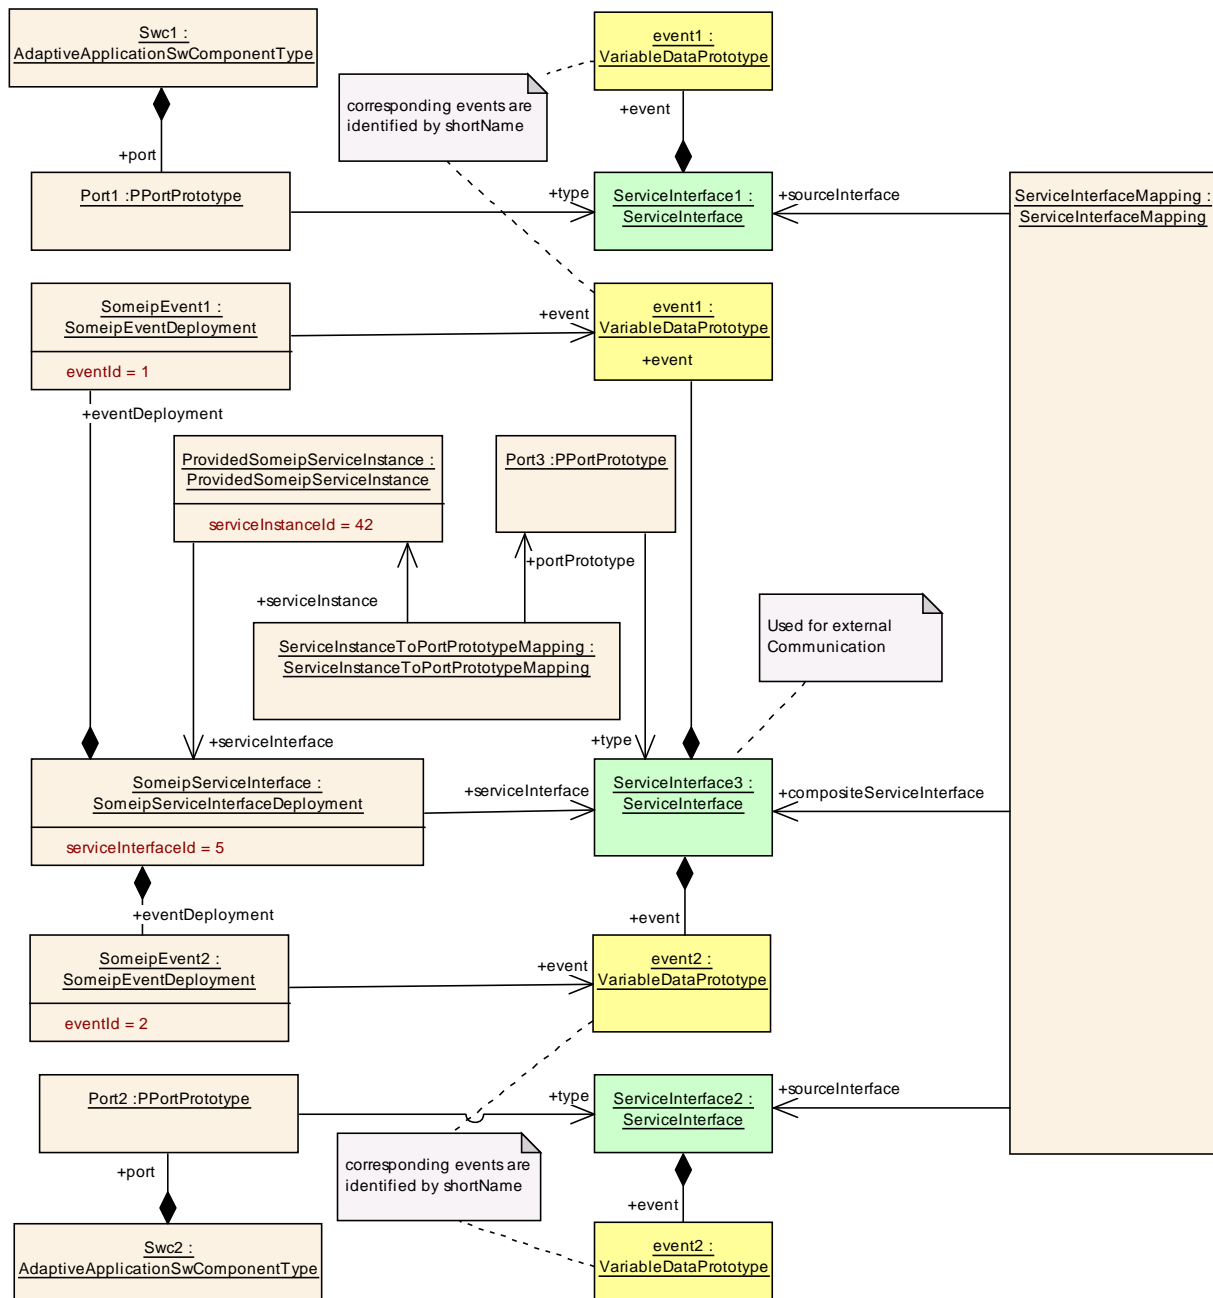 Swc1 :
AdaptiveApplicationSwComponentType
event1 :
VariableDataPrototype
corresponding events are
identified by shortName
+event
+port
Port1 :PPortPrototype
+type
ServiceInterface1 :
ServiceInterface
+sourceInterface
ServiceInterfaceMapping :
ServiceInterfaceMapping
SomeipEvent1 :
SomeipEventDeployment
eventId = 1
+event
event1 :
VariableDataPrototype
+event
+eventDeployment
ProvidedSomeipServiceInstance :
ProvidedSomeipServiceInstance
serviceInstanceId = 42
Port3 :PPortPrototype
+portPrototype
+serviceInstance
ServiceInstanceToPortPrototypeMapping :
ServiceInstanceToPortPrototypeMapping
Used for external
Communication
+serviceInterface
+type
SomeipServiceInterface :
SomeipServiceInterfaceDeployment
serviceInterfaceId = 5
+serviceInterface
ServiceInterface3 :
ServiceInterface
+compositeServiceInterface
+eventDeployment
+event
SomeipEvent2 :
SomeipEventDeployment
eventId = 2
+event
event2 :
VariableDataPrototype
Port2 :PPortPrototype
+type
ServiceInterface2 :
ServiceInterface
+sourceInterface
+port
corresponding events are
identified by shortName
+event
Swc2 :
AdaptiveApplicationSwComponentType
event2 :
VariableDataPrototype